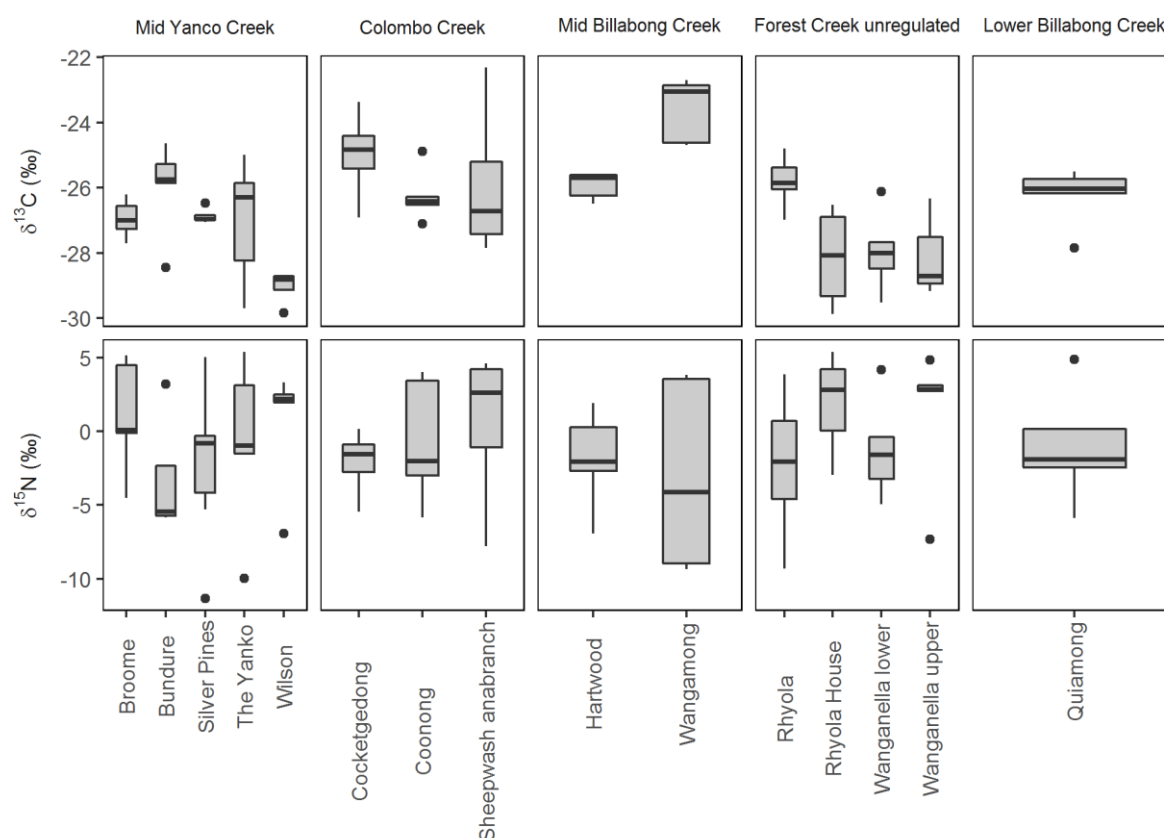 Mid Yanco Creek
Colombo Creek
Mid Billabong Creek
Forest Creek unregulated
Lower Billabong Creek
δ13C (‰)
-22
-24
-26
-28
-30
δ15N (‰)
5
0
-5
-10
Broome
Bundure
Silver Pines
The Yanko
Wilson
Cocketgedong
Coonong
Sheepwash anabranch
Hartwood
Wangamong
Rhyola
Rhyola House
Wanganella lower
Wanganella upper
Quiamong